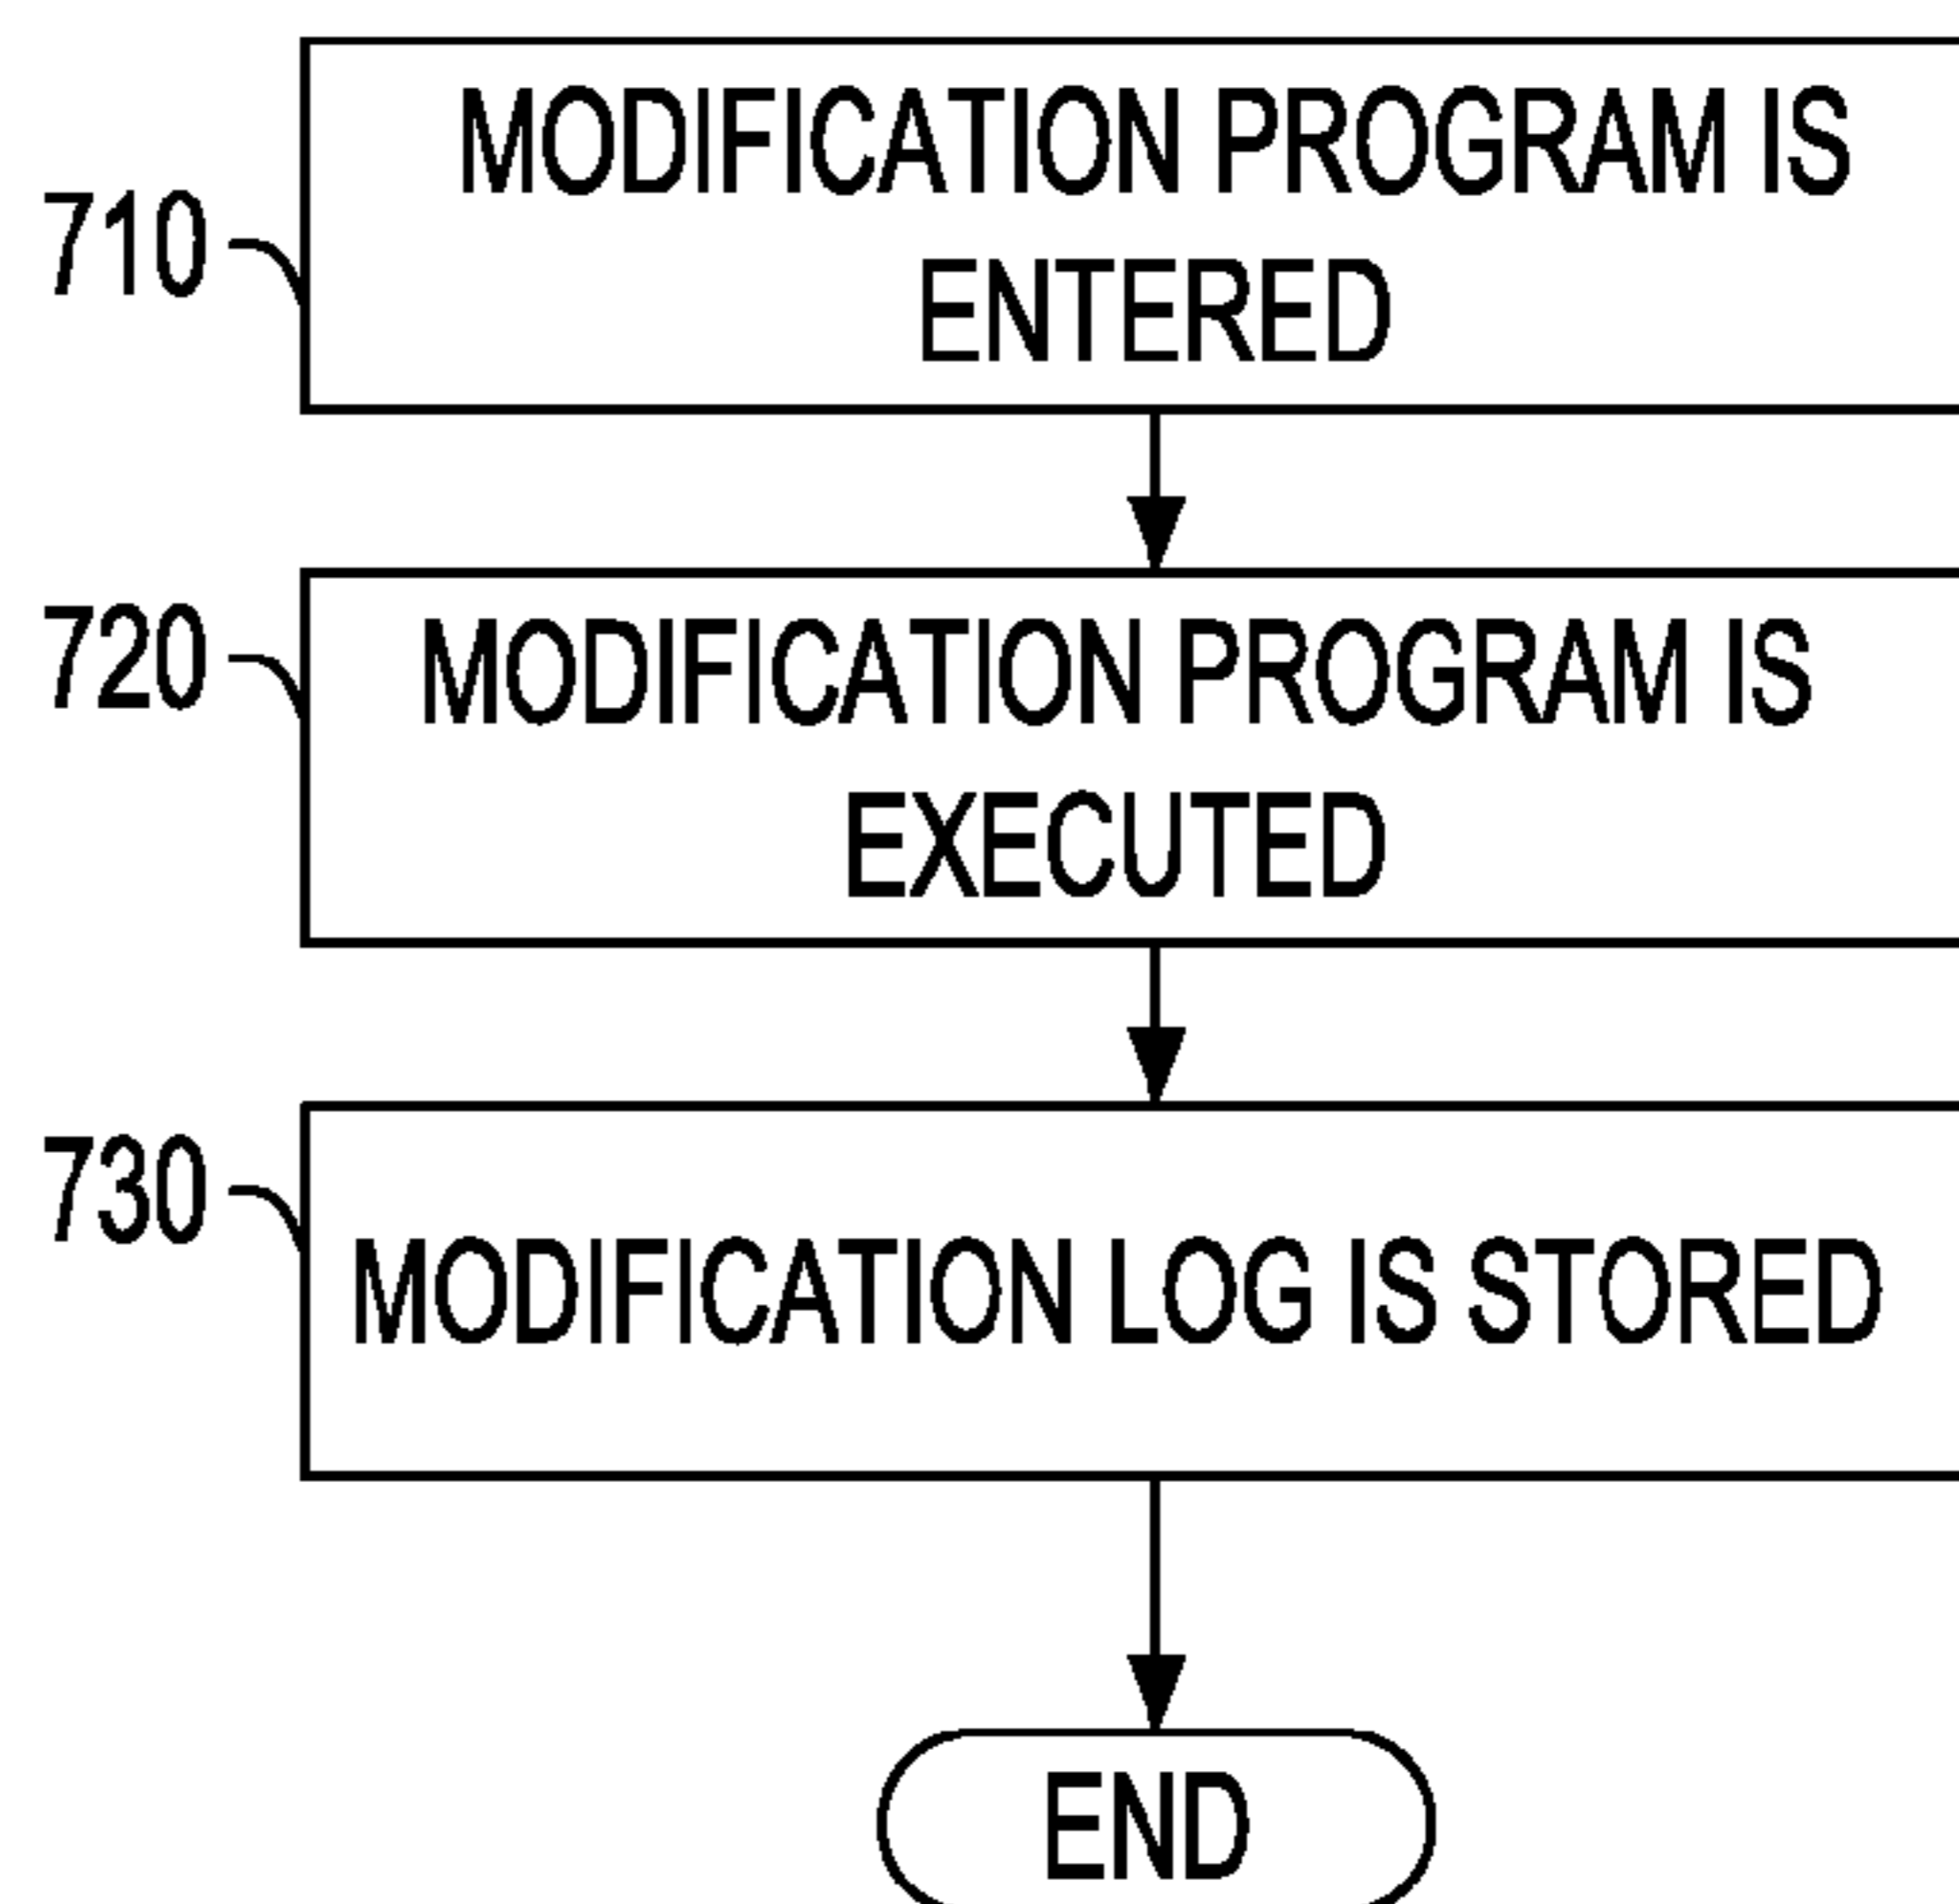 MODIFICATION PROGRAM IS
710
ENTERED
720
MODIFICATION PROGRAM IS
EXECUTED
730
MODIFICATION LOG IS STORED
END